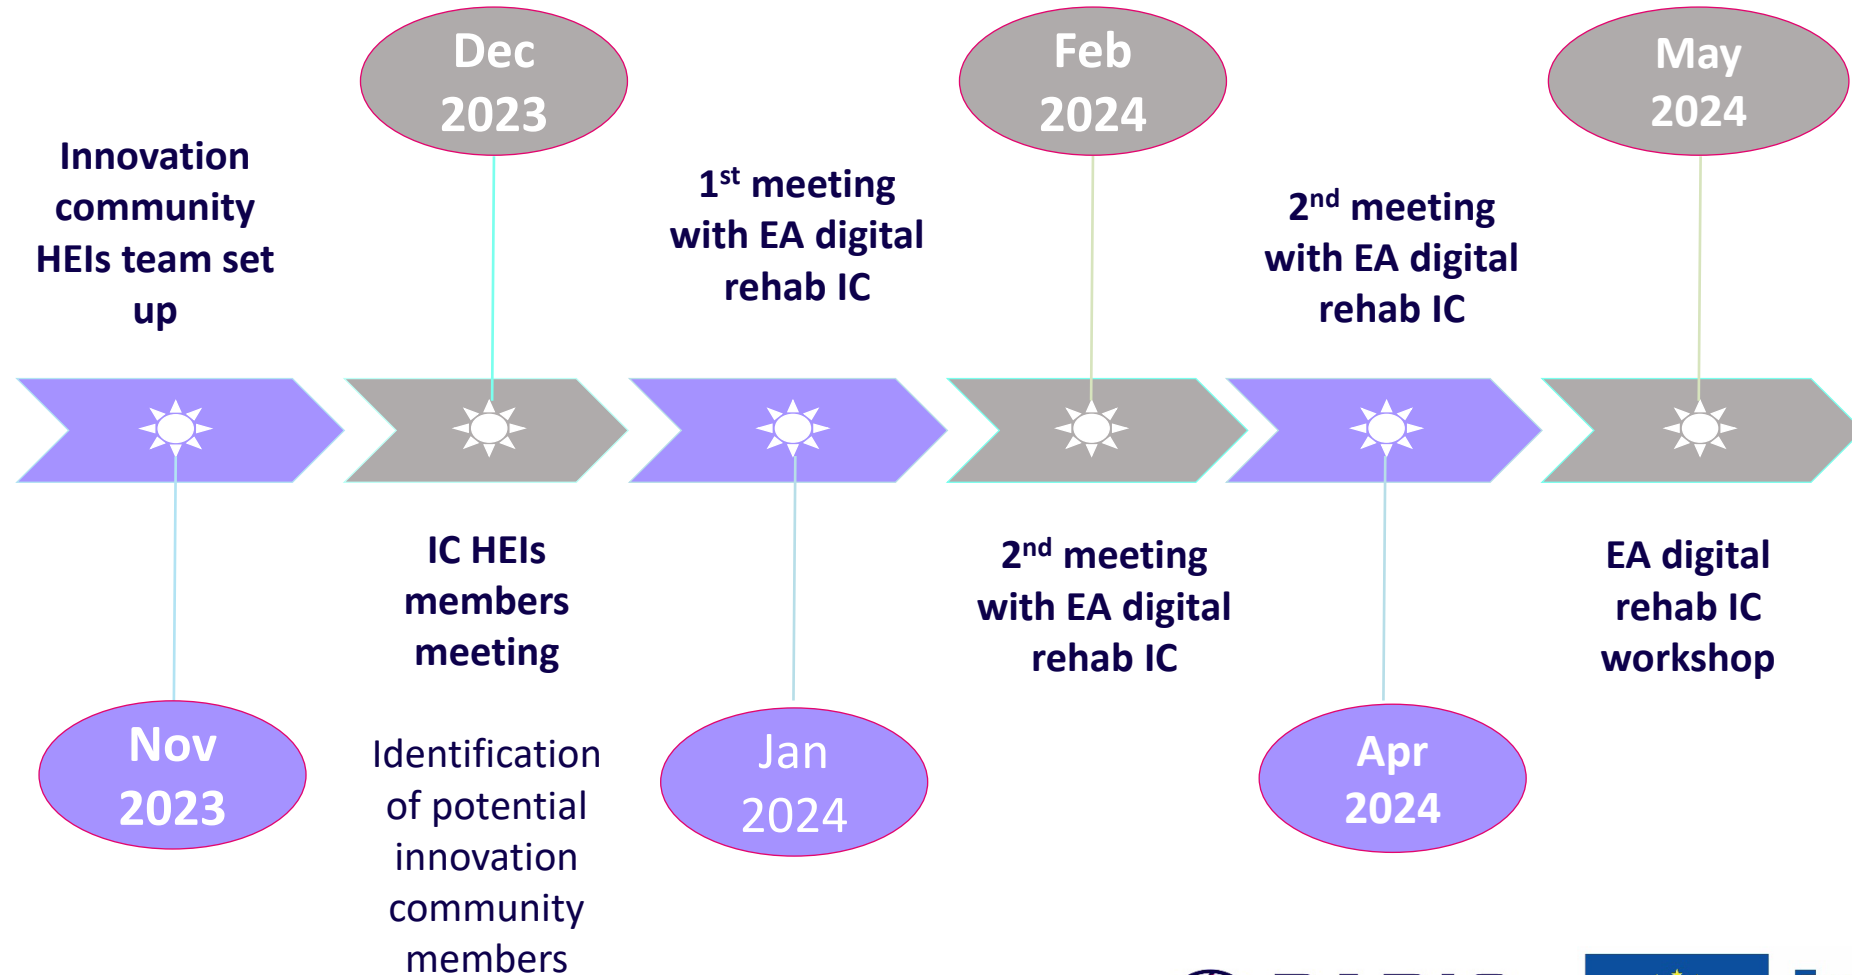 Innovation
community
HEIs team set
up
Nov
2023
Dec
2023
IC HEIs
members
meeting
Identification
of potential
innovation
community
members
1st meeting
with EA digital
rehab IC
Jan
2024
Feb
2024
2nd meeting
with EA digital
rehab IC
2nd meeting
with EA digital
rehab IC
Apr
2024
May
2024
EA digital
rehab IC
workshop